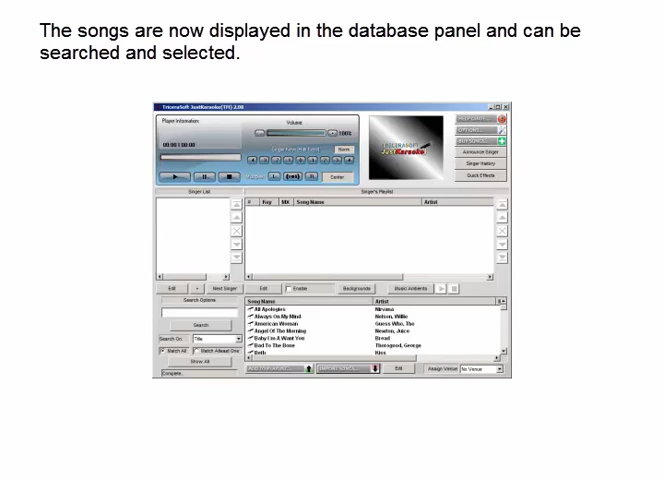 The songs are now displayed in the database panel and can be
searched and selected.
TriceraSoft JustKaraoke(TM) 2.08
Player Information
Volume
100%
00:00 / 00:00
Center
Announce Singer
Singer History
Quick Effects
Singer List
Singer's Playlist
# Key MX Song Name Artist
Edit Next Singer Edit Enable Backgrounds Music Ambients
Search Options
Search
Search On: Title
Match All Match Atleast One
Show All
Complete.
Song Name Artist
All Apologies Nirvana
Always On My Mind Nelson, Willie
American Woman Guess Who, The
Angel Of The Morning Newton, Juice
Baby I'm A Want You Bread
Bad To The Bone Thorogood, George
Beth Kiss
Edit Assign Venue No Venue